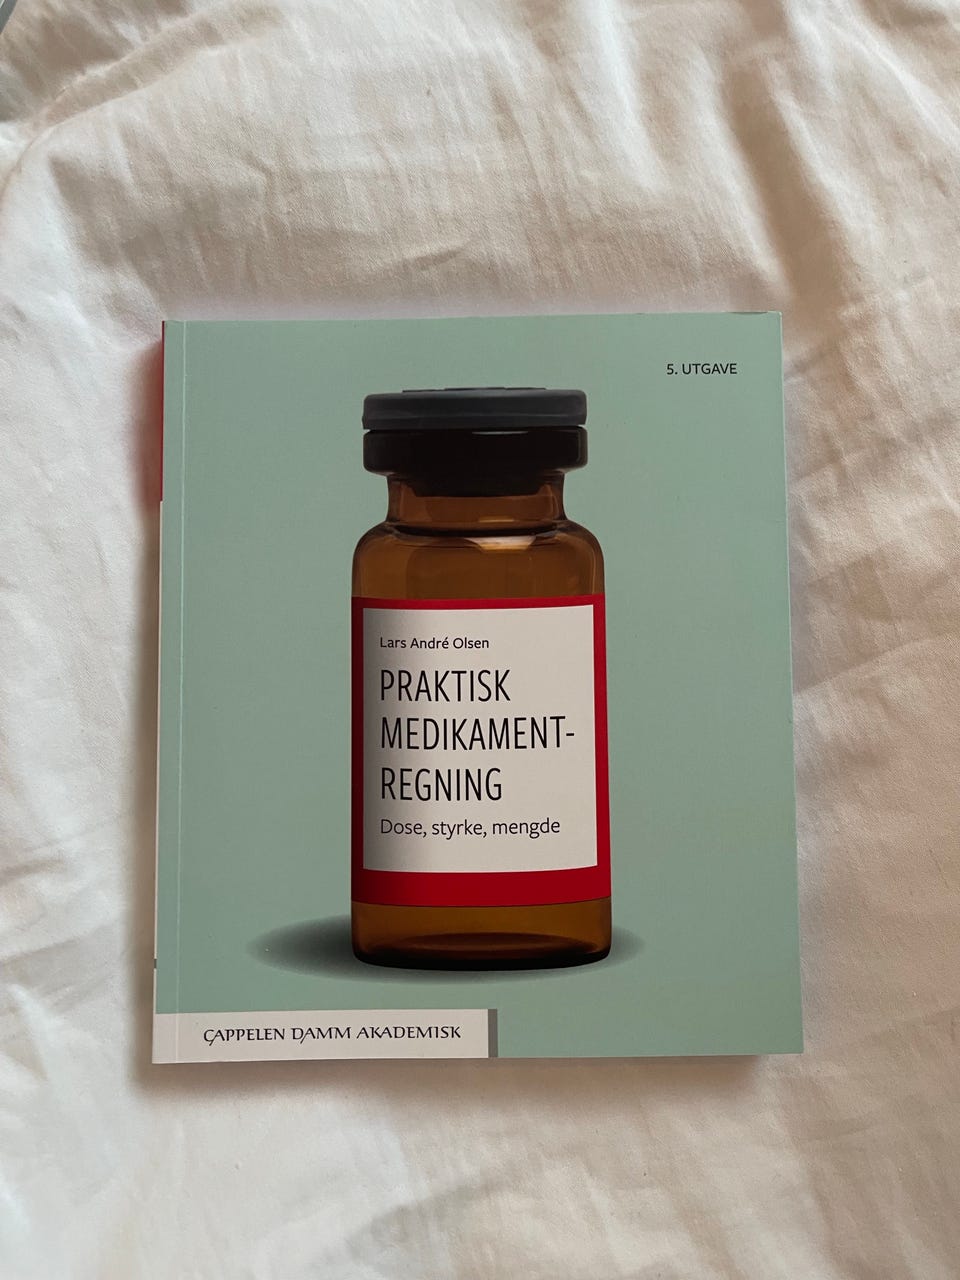 5. UTGAVE
Lars André Olsen
PRAKTISK
MEDIKAMENT-
REGNING
Dose, styrke, mengde
CAPPELEN DAMM AKADEMISK